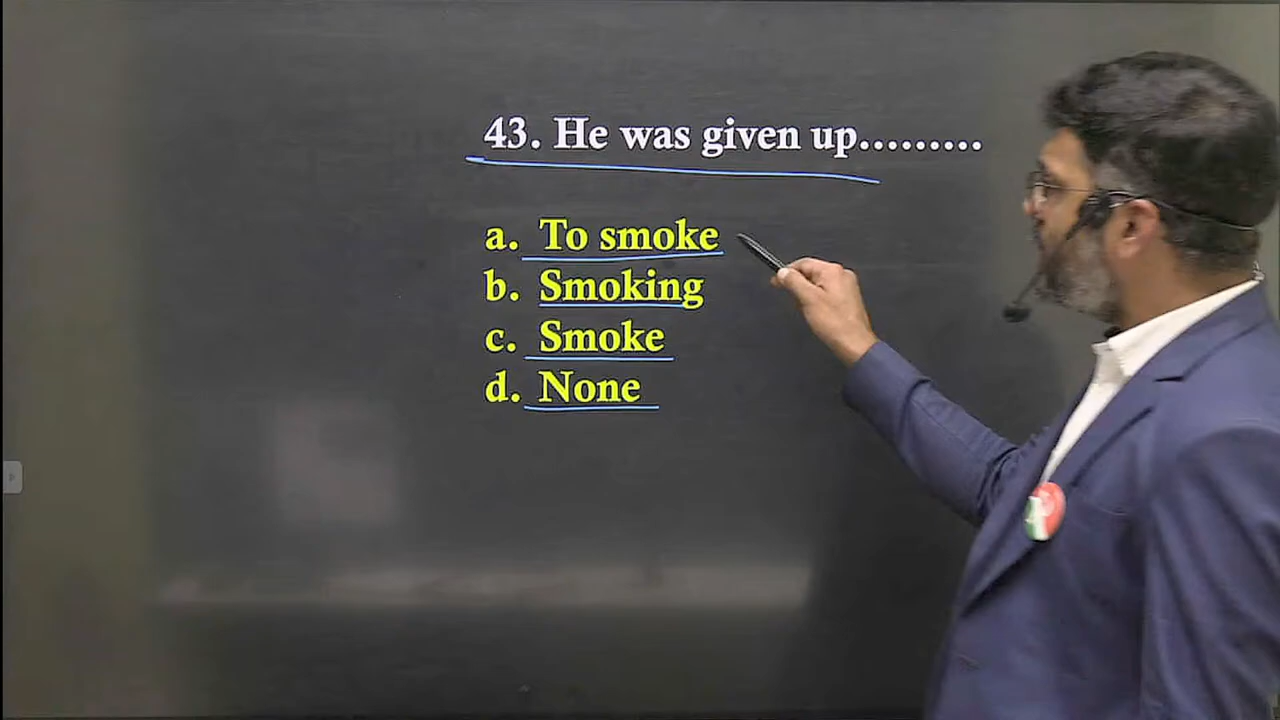 43. He was given up.........
a. To smoke
b. Smoking
c. Smoke
d. None